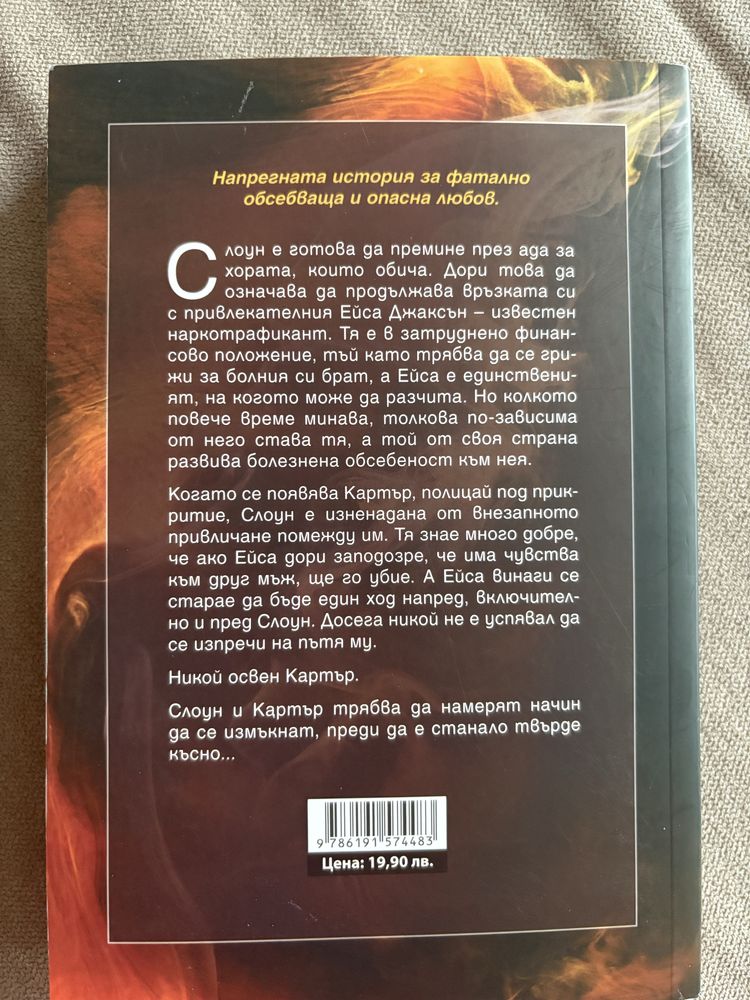 Напрегната история за фатално
обсебваща и опасна любов.
Слоун е готова да премине през ада за
хората, които обича. Дори това да
означава да продължава връзката си
с привлекателния Ейса Джаксън – известен
наркотрафикант. Тя е в затруднено финан-
сово положение, тъй като трябва да се гри-
жи за болния си брат, а Ейса е единствени-
ят, на когото може да разчита. Но колкото
повече време минава, толкова по-зависима
от него става тя, а той от своя страна
развива болезнена обсебеност към нея.
Когато се появява Картър, полицай под прик-
ритие, Слоун е изненадана от внезапното
привличане помежду им. Тя знае много добре,
че ако Ейса дори заподозре, че има чувства
към друг мъж, ще го убие. А Ейса винаги се
старае да бъде един ход напред, включител-
но и пред Слоун. Досега никой не е успявал да
се изпречи на пътя му.
Никой освен Картър.
Слоун и Картър трябва да намерят начин
да се измъкнат, преди да е станало твърде
късно...
9 786191 574483
Цена: 19,90 лв.